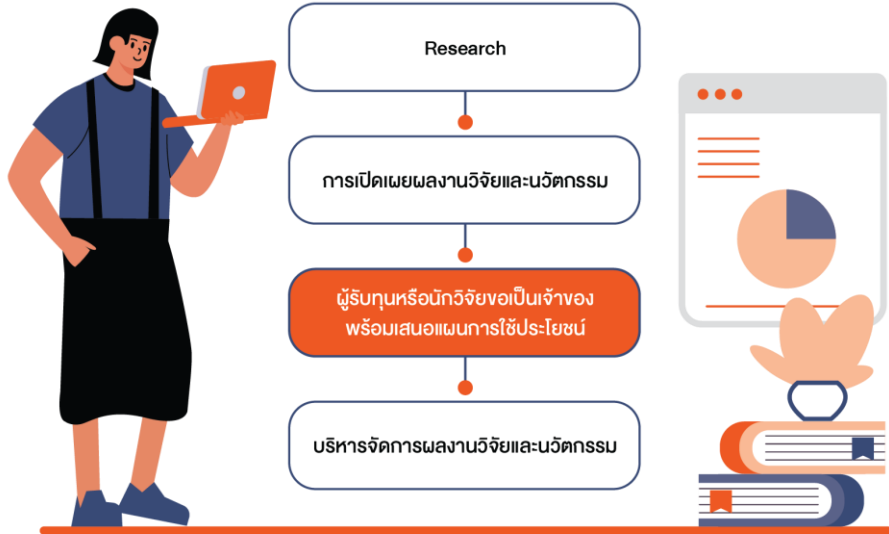 Research
การเปิดเผยผลงานวิจัยและนวัตกรรม
ผู้รับทุนหรือนักวิจัยขอเป็นเจ้าของ
พร้อมเสนอแผนการใช้ประโยชน์
บริหารจัดการผลงานวิจัยและนวัตกรรม